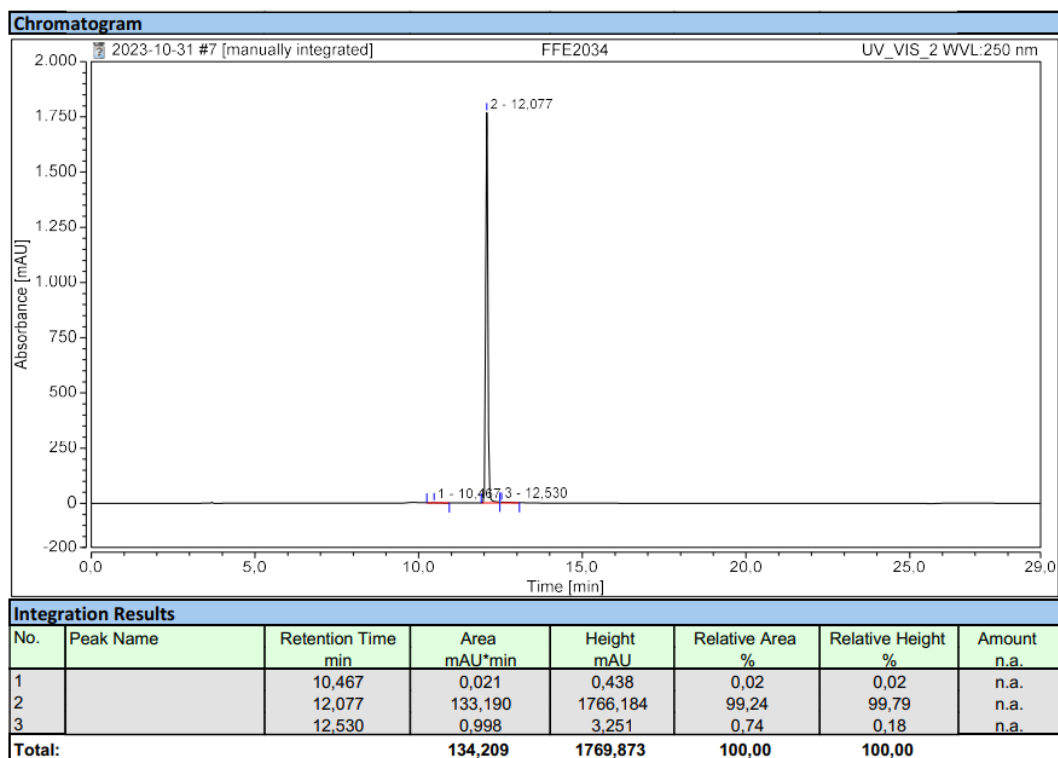 Chromatogram
2023-10-31 #7 [manually integrated] FFE2034 UV_VIS_2 WVL:250 nm
2.000
1.750
1.500
1.250
1.000
750
500
250
0
-200
Absorbance [mAU]
2 - 12,077
1 - 10,467
3 - 12,530
0,0 5,0 10,0 15,0 20,0 25,0 29,0
Time [min]
Integration Results
No. Peak Name Retention Time Area Height Relative Area Relative Height Amount
min mAU*min mAU % % n.a.
1 10,467 0,021 0,438 0,02 0,02 n.a.
2 12,077 133,190 1766,184 99,24 99,79 n.a.
3 12,530 0,998 3,251 0,74 0,18 n.a.
Total: 134,209 1769,873 100,00 100,00